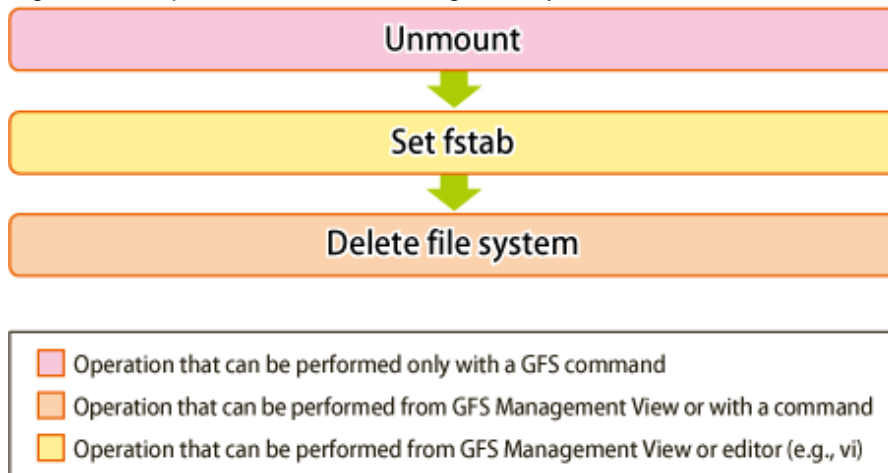 Unmount
Set fstab
Delete file system
Operation that can be performed only with a GFS command
Operation that can be performed from GFS Management View or with a command
Operation that can be performed from GFS Management View or editor (e.g., vi)